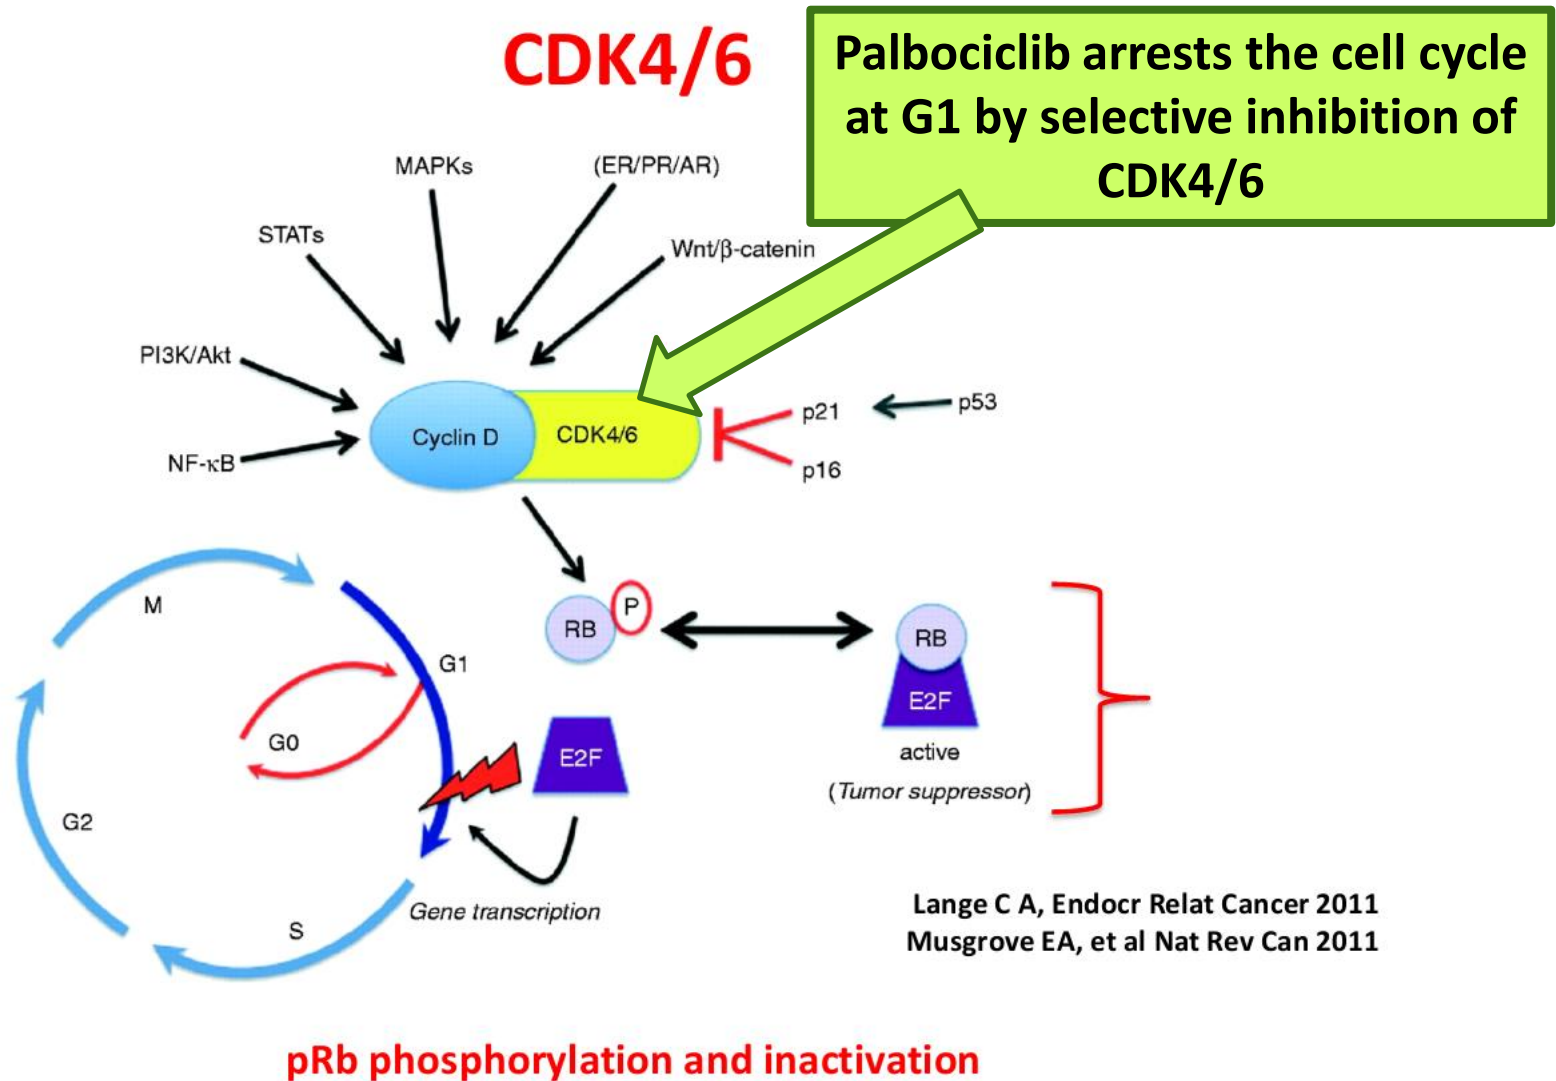 CDK4/6
Palbociclib arrests the cell cycle
at G1 by selective inhibition of
CDK4/6
MAPKs
(ER/PR/AR)
STATs
Wnt/β-catenin
PI3K/Akt
NF-κB
Cyclin D
CDK4/6
p21
p53
p16
M
G1
G0
G2
S
RB
P
RB
E2F
E2F
active
(Tumor suppressor)
Gene transcription
Lange C A, Endocr Relat Cancer 2011
Musgrove EA, et al Nat Rev Can 2011
pRb phosphorylation and inactivation